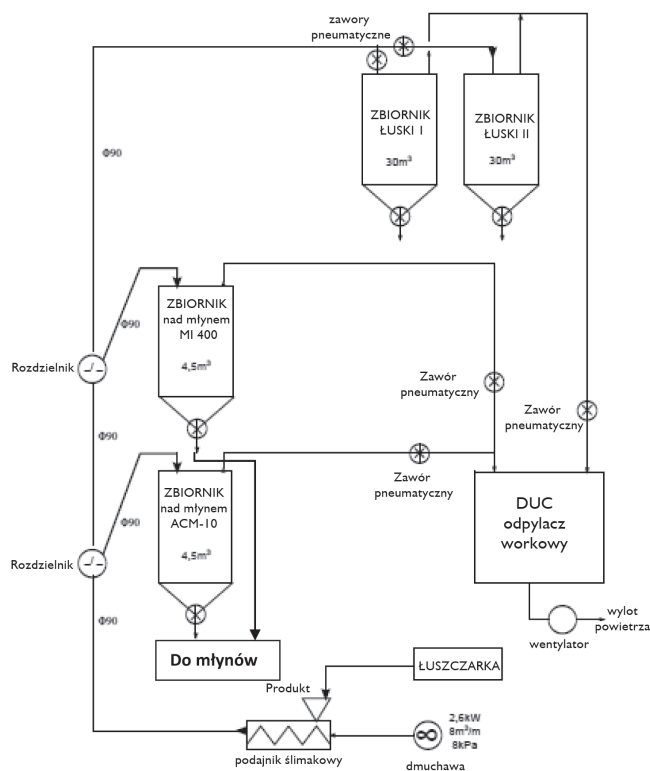 zawory
pneumatyczne
ZBIORNIK
ŁUSKI I
30m³
ZBIORNIK
ŁUSKI II
30m³
Φ90
ZBIORNIK
nad młynem
MI 400
4,5m³
Φ90
Rozdzielnik
Zawór
pneumatyczny
Zawór
pneumatyczny
Φ90
Zawór
pneumatyczny
ZBIORNIK
nad młynem
ACM-10
4,5m³
Φ90
Rozdzielnik
DUC
odpylacz
workowy
Φ90
wylot
powietrza
wentylator
Do młynów
ŁUSZCZARKA
Produkt
podajnik ślimakowy
2,6kW
8m³/m
8kPa
dmuchawa